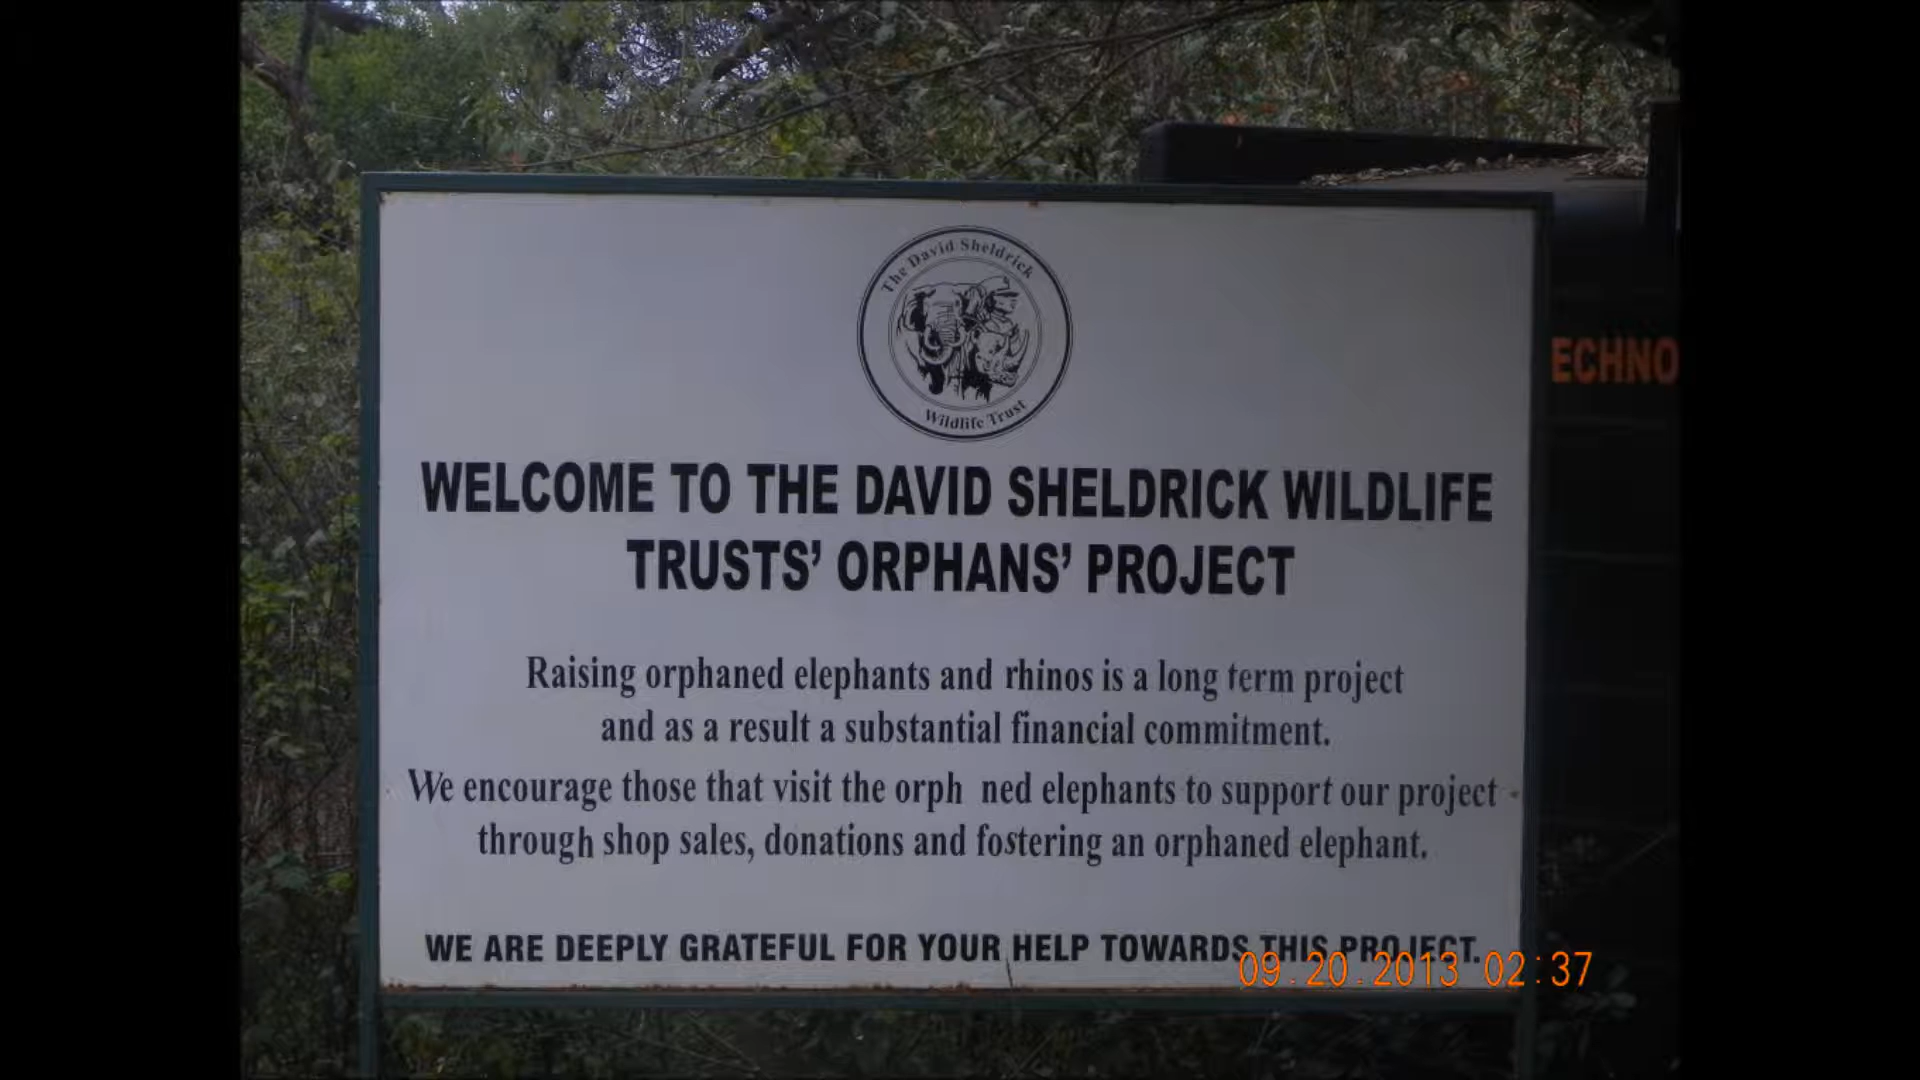 The David Sheldrick
Wildlife Trust
WELCOME TO THE DAVID SHELDRICK WILDLIFE
TRUSTS’ ORPHANS’ PROJECT
ECHNO
Raising orphaned elephants and rhinos is a long term project
and as a result a substantial financial commitment.
We encourage those that visit the orph ned elephants to support our project
through shop sales, donations and fostering an orphaned elephant.
WE ARE DEEPLY GRATEFUL FOR YOUR HELP TOWARDS THIS PROJECT.
09.20.2013 02:37